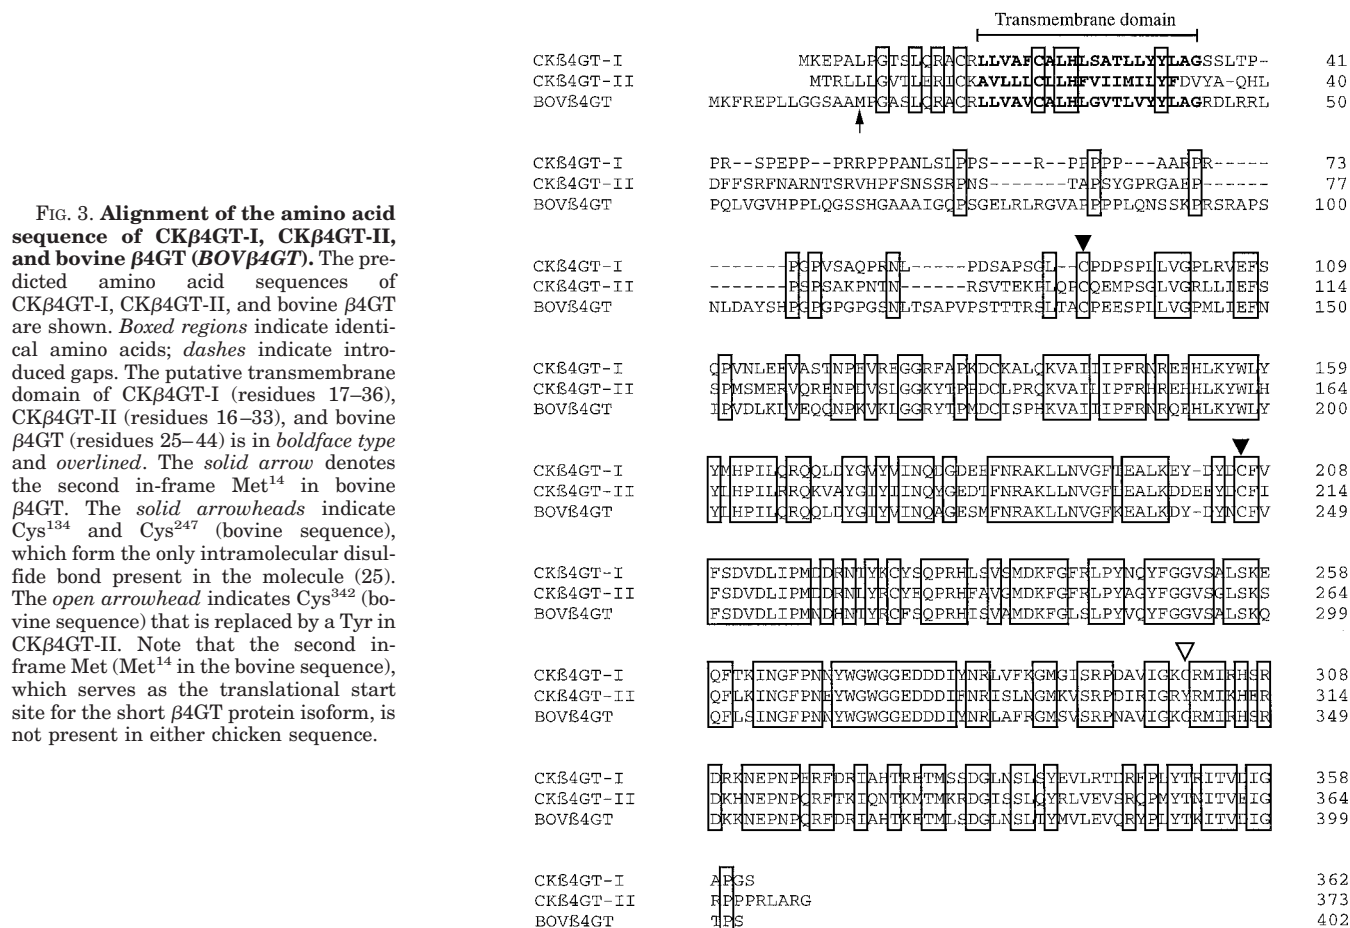 FIG. 3. Alignment of the amino acid
sequence of CKβ4GT-I, CKβ4GT-II,
and bovine β4GT (BOVβ4GT). The pre-
dicted amino acid sequences of
CKβ4GT-I, CKβ4GT-II, and bovine β4GT
are shown. Boxed regions indicate identi-
cal amino acids; dashes indicate intro-
duced gaps. The putative transmembrane
domain of CKβ4GT-I (residues 17–36),
CKβ4GT-II (residues 16–33), and bovine
β4GT (residues 25–44) is in boldface type
and overlined. The solid arrow denotes
the second in-frame Met14 in bovine
β4GT. The solid arrowheads indicate
Cys134 and Cys247 (bovine sequence),
which form the only intramolecular disul-
fide bond present in the molecule (25).
The open arrowhead indicates Cys342 (bo-
vine sequence) that is replaced by a Tyr in
CKβ4GT-II. Note that the second in-
frame Met (Met14 in the bovine sequence),
which serves as the translational start
site for the short β4GT protein isoform, is
not present in either chicken sequence.
Transmembrane domain
CKß4GT-I MKEPALPGTSLQRACRLLVAFCALHLSATLLYYLAGSSLTP- 41
CKß4GT-II MTRLLLGVTLERICKAVLLLCLLHFVIIMILYFDVYA-QHL 40
BOVß4GT MKFREPLLGGSAAMPGASLQRACRLLVAVCALHLGVTLVYYLAGRDLRRL 50
CKß4GT-I PR--SPEPP--PRRPPPANLSLPPS----R--PPPPP---AARPR----- 73
CKß4GT-II DFFSRFNARNTSRVHPFSNSSRPNS-------TAPSYGPRGAEP------ 77
BOVß4GT PQLVGVHPPLQGSSHGAAAIGQPSGELRLRGVAPPPPLQNSSKPRSRAPS 100
CKß4GT-I -------PGPVSAQPRNL-----PDSAPSGL--CPDPSPLLVGPLRVEFS 109
CKß4GT-II -------PSPSAKPNTN------RSVTEKPLQPCQEMPSGLVGRLLIEFS 114
BOVß4GT NLDAYSHPGPGPGPGSNLTSAPVPSTTTRSLTACPEESPLLVGPMLIEFN 150
CKß4GT-I QPVNLEEVASTNPEVREGGRFAPKDCKALQKVAIIIPFRNREEHLKYWLY 159
CKß4GT-II SPMSMERVQRENPDVSLGGKYTPPDCLPRQKVAIIIPFRHREHHLKYWLH 164
BOVß4GT IPVDLKLVEQQNPKVKLGGRYTPMDCISPHKVAIIIPFRNRQEHLKYWLY 200
CKß4GT-I YMHPILQRQQLDYGVYVINQDGDEEFNRAKLLNVGFTEALKEY-DYDCFV 208
CKß4GT-II YLHPILRRQKVAYGIYIINQYGEDTFNRAKLLNVGFLEALKDDEEYDCFI 214
BOVß4GT YLHPILQRQQLDYGIYVINQAGESMFNRAKLLNVGFKEALKDY-DYNCFV 249
CKß4GT-I FSDVDLIPMDDRNTYKCYSQPRHLSVSMDKFGFRLPYNQYFGGVSALSKE 258
CKß4GT-II FSDVDLIPMDDRNLYRCYEQPRHFAVGMDKFGFRLPYAGYFGGVSGLSKS 264
BOVß4GT FSDVDLIPMNDHNTYRCFSQPRHISVAMDKFGLSLPYVQYFGGVSGLSKQ 299
CKß4GT-I QFTKINGFPNNYWGWGGEDDDIYNRLVFKGMGISRPDAVIGKCRMIRHSR 308
CKß4GT-II QFLKINGFPNEYWGWGGEDDDIFNRISLNGMKVSRPDIRIGRYRMIKHER 314
BOVß4GT QFLSINGFPNNYWGWGGEDDDIYNRLAFRGMSVSRPNAVIGKCRMIRHSR 349
CKß4GT-I DRKNEPNPERFDRIAHTRETMSSDGLNSLSYEVLRTDRFPLYTRITVDIG 358
CKß4GT-II DKHNEPNPQRFTKIQNTKMTMKRDGISSLQYRLVEVSRQPMYTNITVEIG 364
BOVß4GT DKKNEPNPQRFDRIAHTKETMLSDGLNSLTYMVLEVQRYPLYTKITVDIG 399
CKß4GT-I APGS 362
CKß4GT-II RPPPRLARG 373
BOVß4GT TPS 402